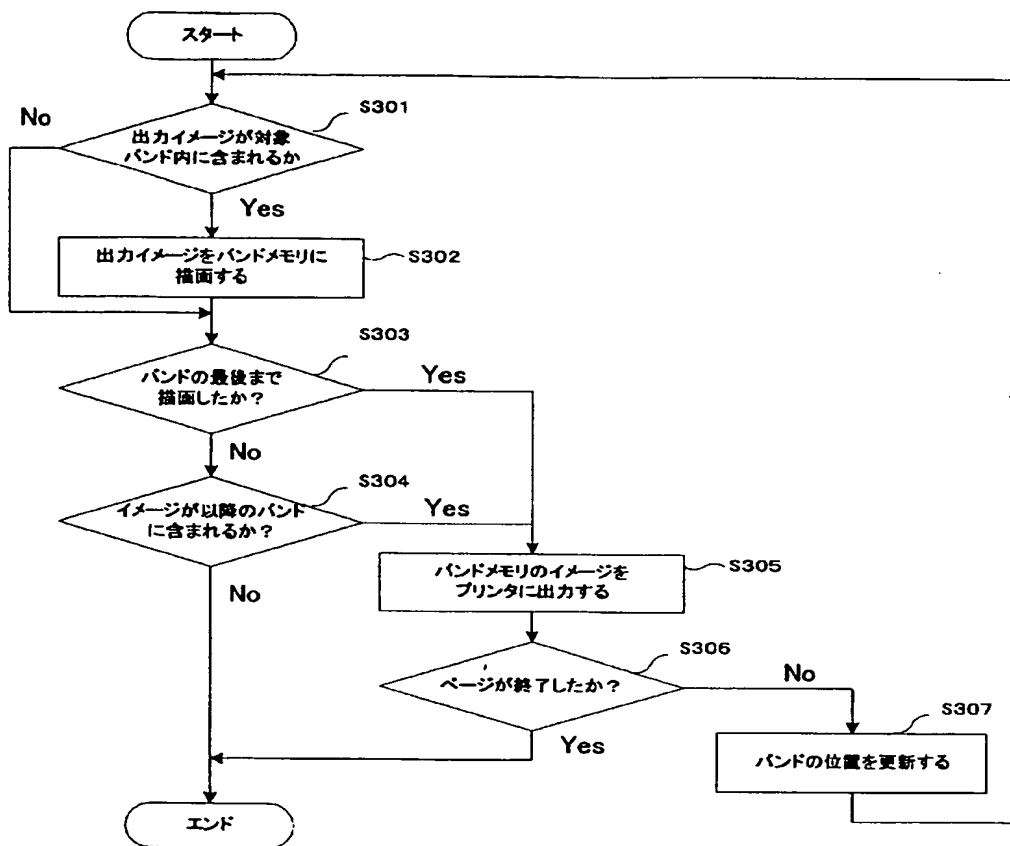 スタート
S301
No
出力イメージが対象
バンド内に含まれるか
Yes
出力イメージをバンドメモリに
描画する
S302
S303
バンドの最後まで
描画したか？
Yes
No
S304
イメージが以降のバンド
に含まれるか？
Yes
No
バンドメモリのイメージを
プリンタに出力する
S305
S306
ページが終了したか？
No
Yes
S307
バンドの位置を更新する
エンド